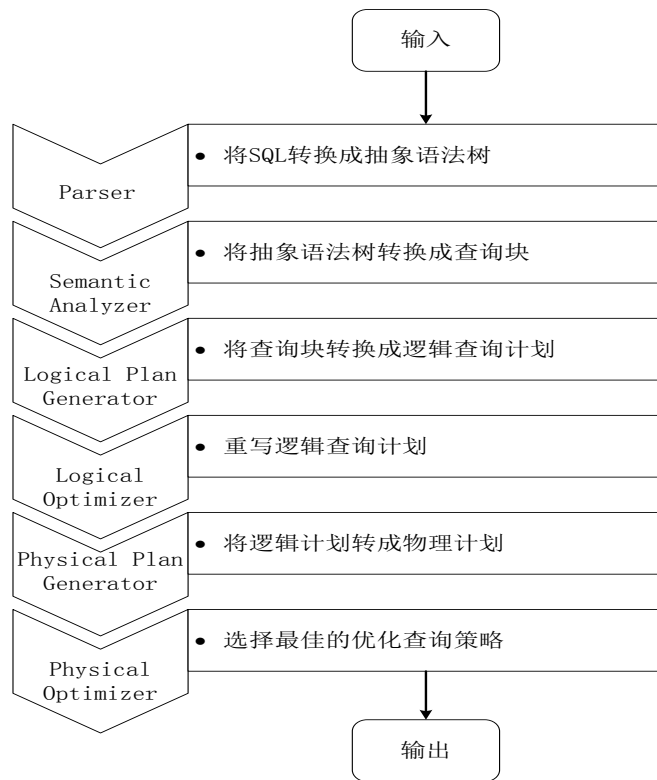 输入
• 将SQL转换成抽象语法树
Parser
• 将抽象语法树转换成查询块
Semantic
Analyzer
• 将查询块转换成逻辑查询计划
Logical Plan
Generator
• 重写逻辑查询计划
Logical
Optimizer
• 将逻辑计划转成物理计划
Physical Plan
Generator
• 选择最佳的优化查询策略
Physical
Optimizer
输出